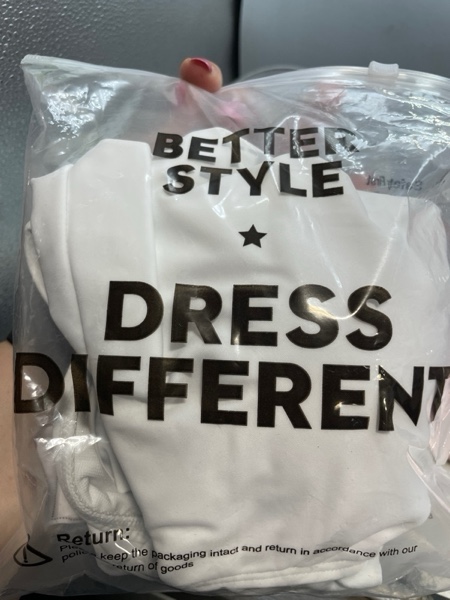 BETTER
STYLE
DRESS
DIFFERENT
Return:
keep the packaging intact and return in accordance with our
return of goods